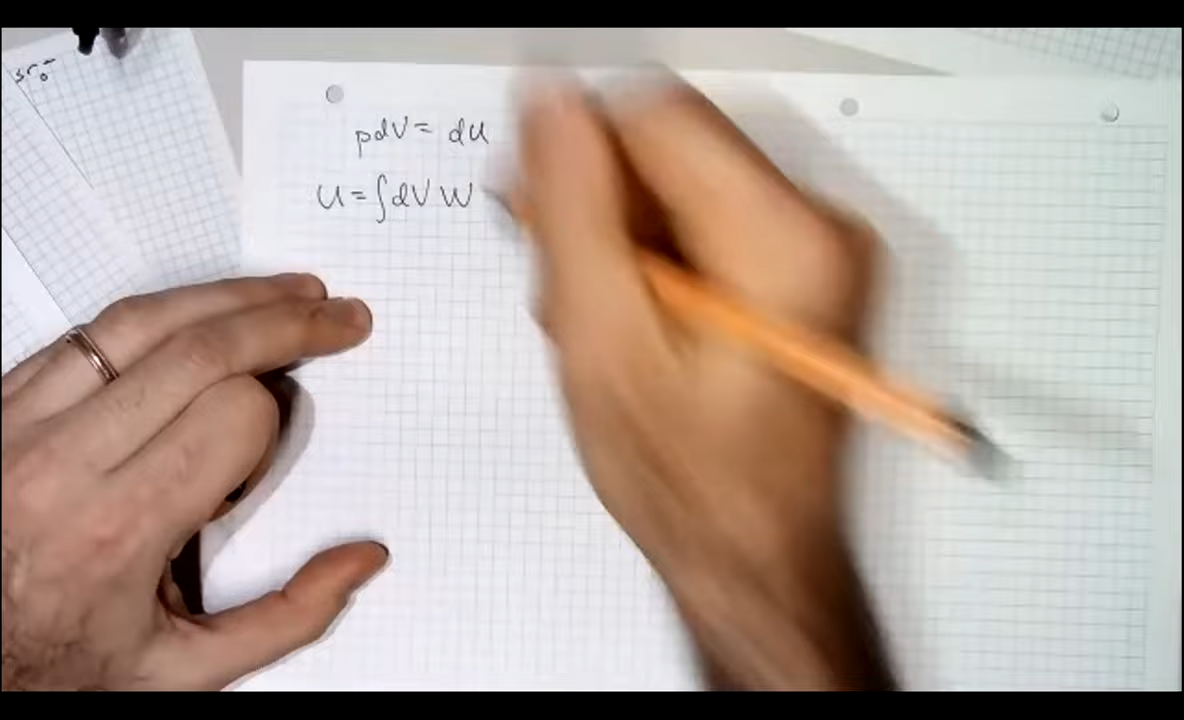 pdV = dU
U = ∫dV W